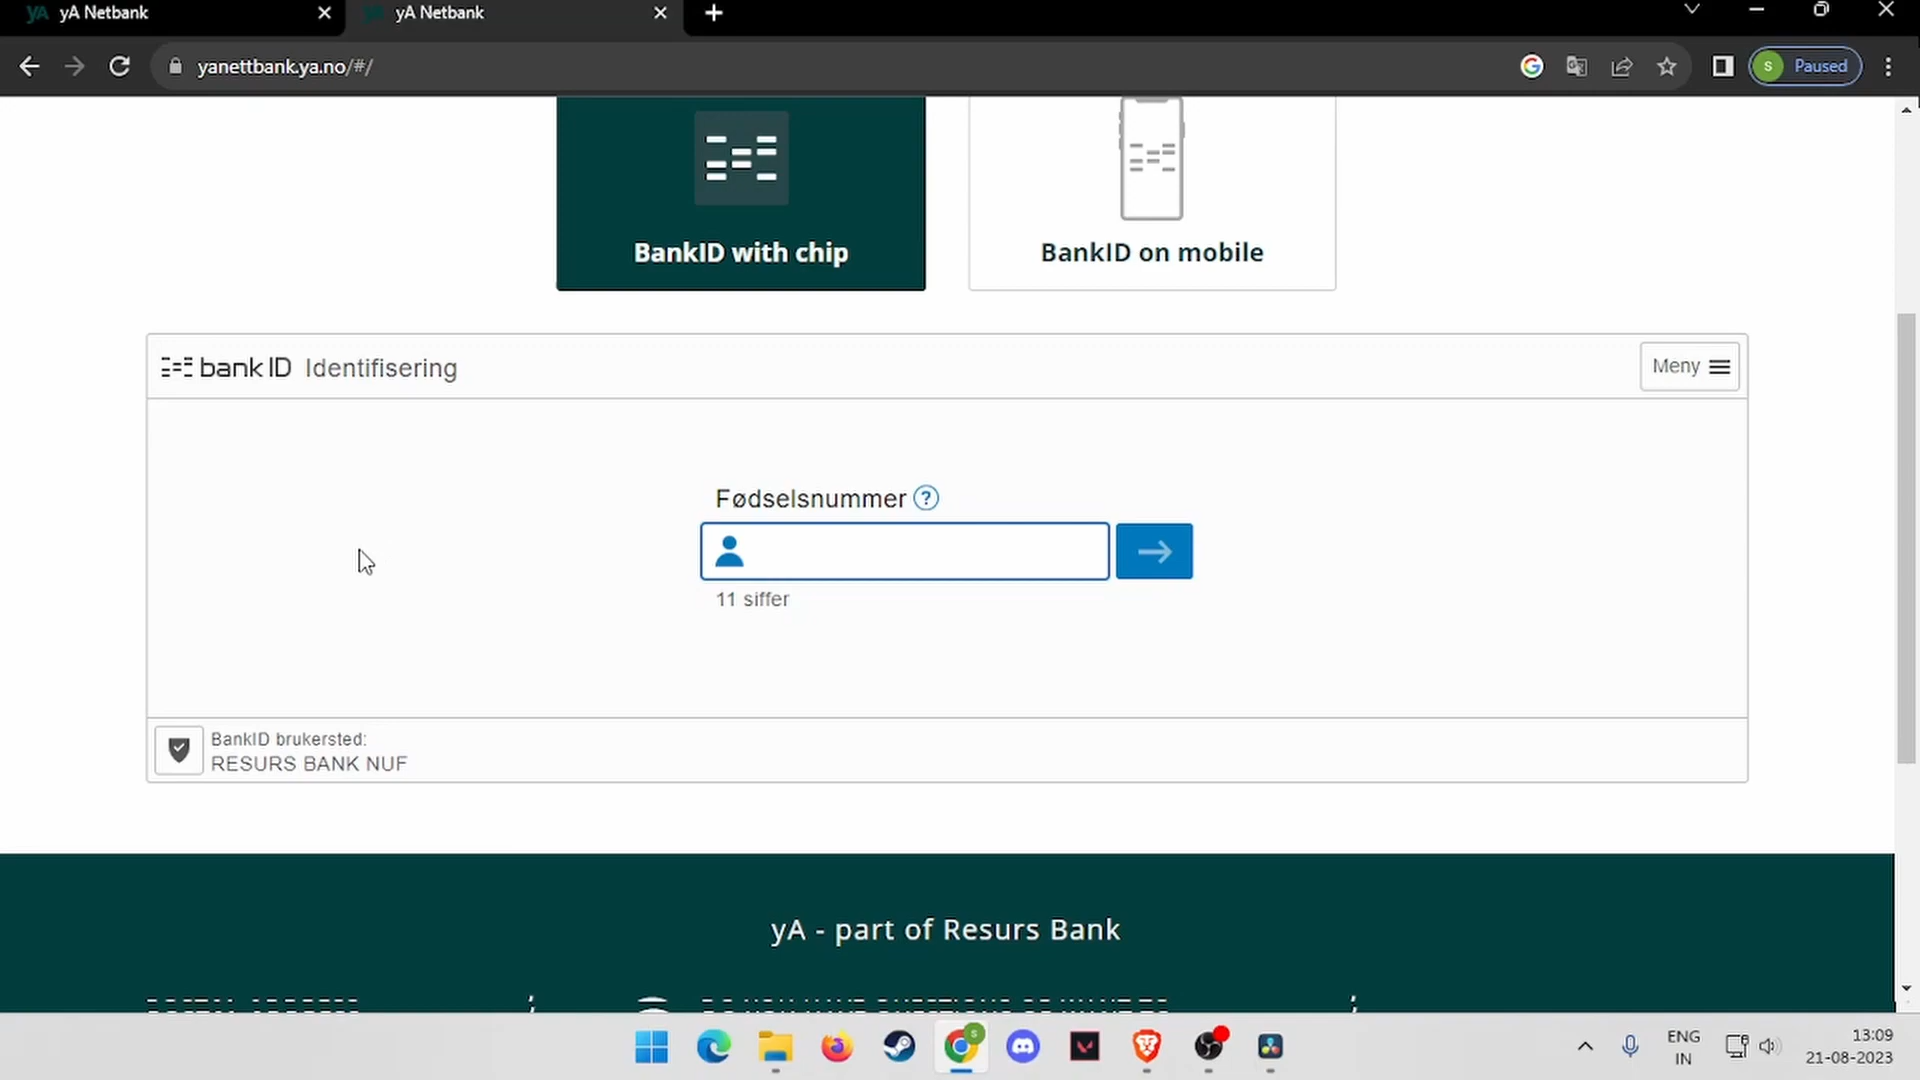 yA Netbank
yA Netbank
yanettbank.ya.no/#/
S Paused
BankID with chip
BankID on mobile
bank ID Identifisering
Meny
Fødselsnummer ?
11 siffer
BankID brukersted:
RESURS BANK NUF
yA - part of Resurs Bank
ENG
IN
13:09
21-08-2023